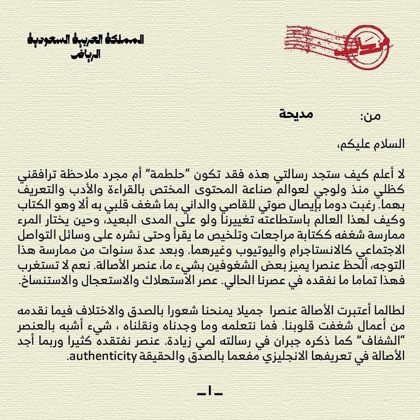 المملكة العربية السعودية
الرياض
من:
مديحة
السلام عليكم،
لا أعلم كيف ستجد رسالتي هذه فقد تكون "حلطمة" أم مجرد ملاحظة ترافقني
كظلي منذ ولوجي لعوالم صناعة المحتوى المختص بالقراءة والأدب والتعريف
بهما. رغبت دوما بإيصال صوتي للقاصي والداني بما شغف قلبي به ألا وهو الكتاب
وكيف لهذا العالم باستطاعته تغييرنا ولو على المدى البعيد، وحين يختار المرء
ممارسة شغفه ككتابة مراجعات وتلخيص ما يقرأ وحتى نشره على وسائل التواصل
الاجتماعي كالانستاجرام واليوتيوب وغيرهما. وبعد عدة سنوات من ممارسة هذا
التوجه، ألحظ عنصرا يميز بعض الشغوفين بشيء ما، عنصر الأصالة. نعم لا تستغرب
فهذا تماما ما نفقده في عصرنا الحالي. عصر الاستهلاك والاستعجال والاستنساخ.
لطالما أعتبرت الأصالة عنصرا جميلا يمنحنا شعورا بالصدق والاختلاف فيما نقدمه
من أعمال شغفت قلوبنا. فما نتعلمه وما وجدناه ونقلناه ، شيء أشبه بالعنصر
"الشفاف" كما ذكره جبران في رسالته لمي زيادة. عنصر نفتقده كثيرا وربما أجد
الأصالة في تعريفها الانجليزي مفعما بالصدق والحقيقة authenticity.
_ ١ _